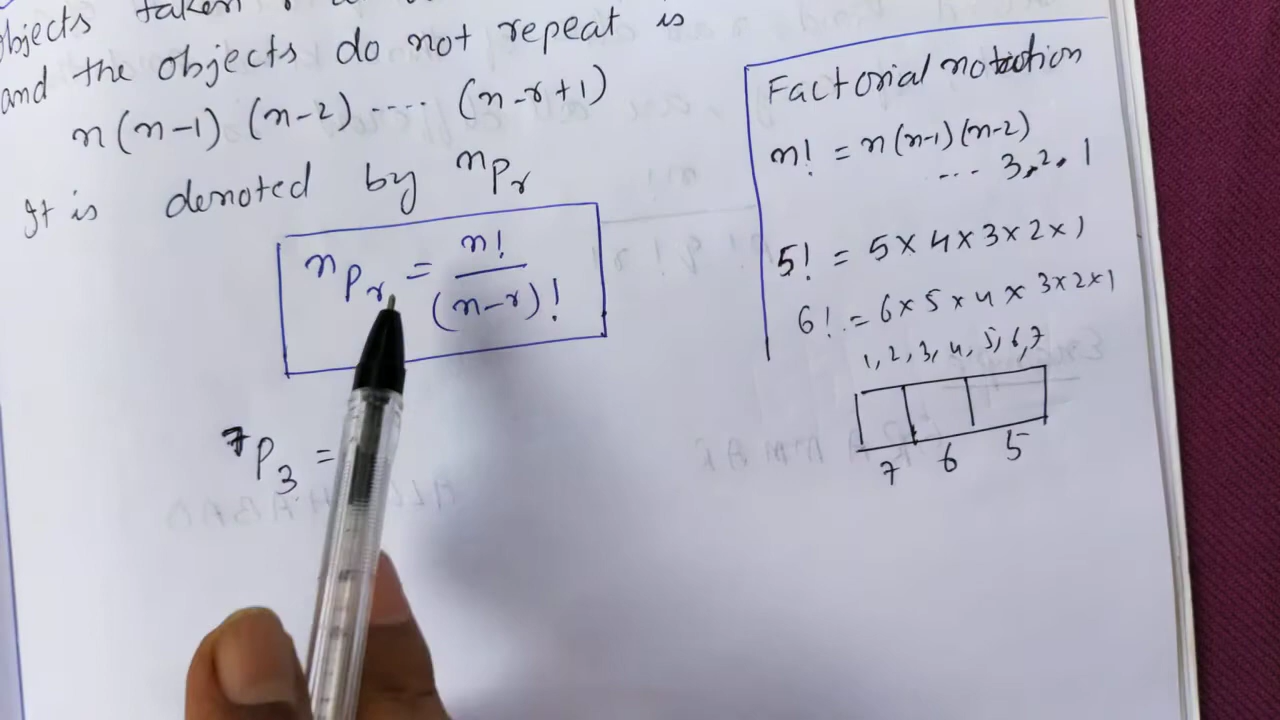 objects taken
and the objects do not repeat is
n(n-1) (n-2) .... (n-r+1)
It is denoted by nPr
nPr = n! / (n-r)!
7P3 =
Factorial notation
n! = n(n-1)(n-2)
... 3.2.1
5! = 5×4×3×2×1
6! = 6×5×4×3×2×1
1,2,3,4,5,6,7
7 6 5